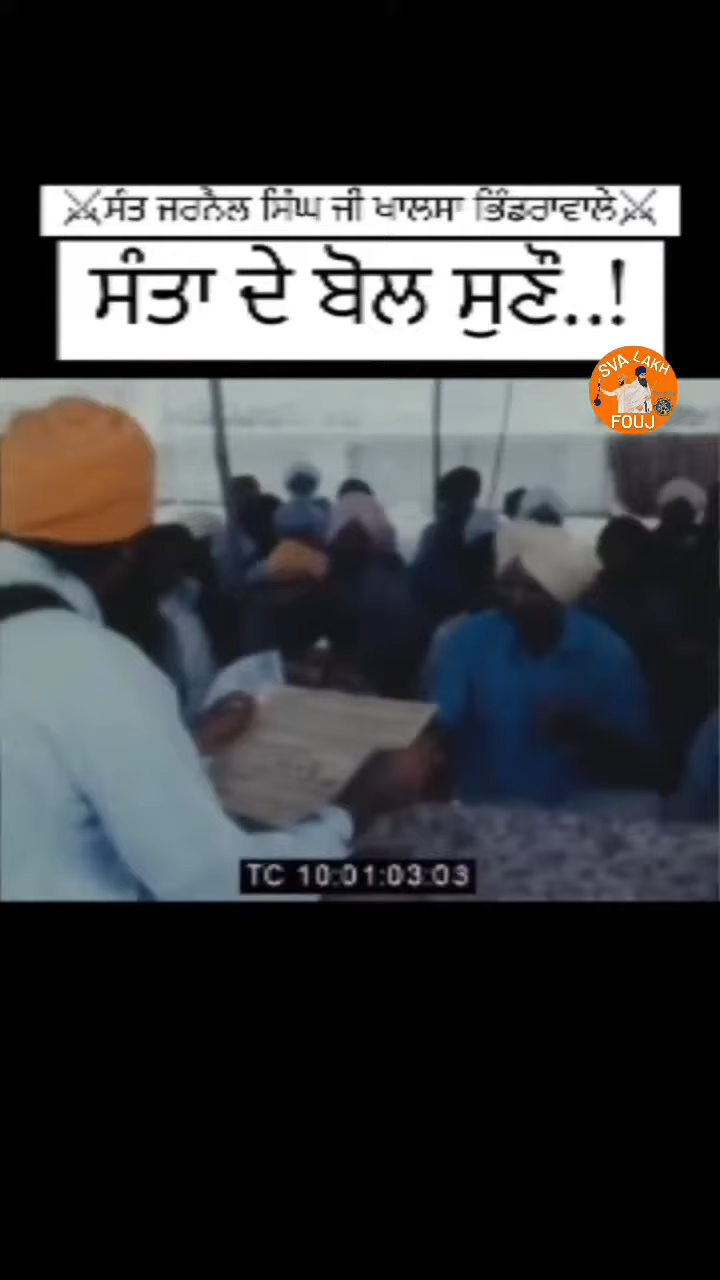 ⚔ਸੰਤ ਜਰਨੈਲ ਸਿੰਘ ਜੀ ਖਾਲਸਾ ਭਿੰਡਰਾਵਾਲੇ⚔
ਸੰਤਾ ਦੇ ਬੋਲ ਸੁਣੌ..!
SVA LAKH
FOUJ
TC 10:01:03:03